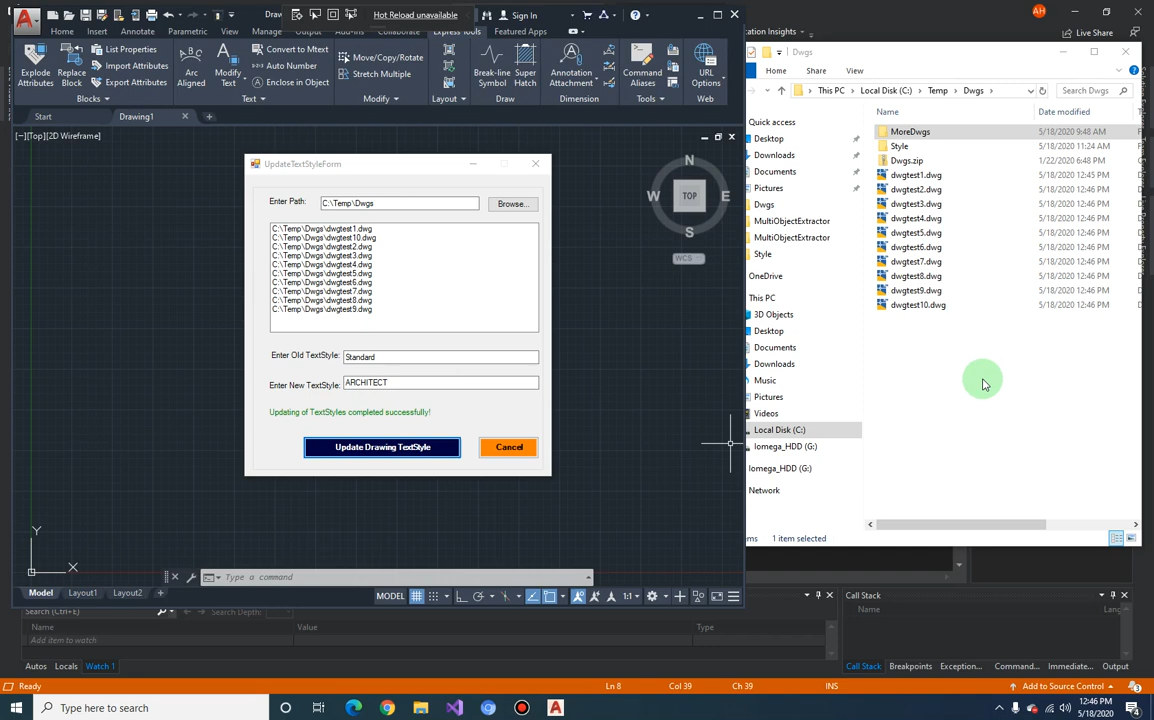 Draw
Hot Reload unavailable
Sign In
AH
Home
Insert
Annotate
Parametric
View
Manage
Output
Add-ins
Express Tools
Featured Apps
Live Share
Explode Attributes
Replace Block
List Properties
Import Attributes
Export Attributes
Blocks
Arc Aligned
Modify Text
Convert to Mtext
Auto Number
Enclose in Object
Text
Move/Copy/Rotate
Stretch Multiple
Modify
Layout
Break-line Symbol
Super Hatch
Draw
Annotation Attachment
Dimension
Command Aliases
Tools
URL Options
Web
Start
Drawing1
[−][Top][2D Wireframe]
N
W
TOP
E
S
WCS
UpdateTextStyleForm
Enter Path:
C:\Temp\Dwgs
Browse...
C:\Temp\Dwgs\dwgtest1.dwg
C:\Temp\Dwgs\dwgtest10.dwg
C:\Temp\Dwgs\dwgtest2.dwg
C:\Temp\Dwgs\dwgtest3.dwg
C:\Temp\Dwgs\dwgtest4.dwg
C:\Temp\Dwgs\dwgtest5.dwg
C:\Temp\Dwgs\dwgtest6.dwg
C:\Temp\Dwgs\dwgtest7.dwg
C:\Temp\Dwgs\dwgtest8.dwg
C:\Temp\Dwgs\dwgtest9.dwg
Enter Old TextStyle:
Standard
Enter New TextStyle:
ARCHITECT
Updating of TextStyles completed successfully!
Update Drawing TextStyle
Cancel
Y
X
Type a command
Model
Layout1
Layout2
MODEL
1:1
Dwgs
Home
Share
View
This PC
Local Disk (C:)
Temp
Dwgs
Search Dwgs
Name
Date modified
Quick access
Desktop
Downloads
Documents
Pictures
Dwgs
MultiObjectExtractor
MultiObjectExtractor
Style
OneDrive
This PC
3D Objects
Desktop
Documents
Downloads
Music
Pictures
Videos
Local Disk (C:)
Iomega_HDD (G:)
Iomega_HDD (G:)
Network
MoreDwgs 5/18/2020 9:48 AM
Style 5/18/2020 11:24 AM
Dwgs.zip 1/22/2020 6:48 PM
dwgtest1.dwg 5/18/2020 12:45 PM
dwgtest2.dwg 5/18/2020 12:46 PM
dwgtest3.dwg 5/18/2020 12:46 PM
dwgtest4.dwg 5/18/2020 12:46 PM
dwgtest5.dwg 5/18/2020 12:46 PM
dwgtest6.dwg 5/18/2020 12:46 PM
dwgtest7.dwg 5/18/2020 12:46 PM
dwgtest8.dwg 5/18/2020 12:46 PM
dwgtest9.dwg 5/18/2020 12:46 PM
dwgtest10.dwg 5/18/2020 12:46 PM
1 item selected
Search (Ctrl+E)
Search Depth:
Name
Value
Type
Add item to watch
Autos
Locals
Watch 1
Call Stack
Name
Call Stack
Breakpoints
Exception...
Command...
Immediate...
Output
Ready
Ln 8
Col 39
Ch 39
INS
Add to Source Control
3
Type here to search
12:46 PM
5/18/2020
4